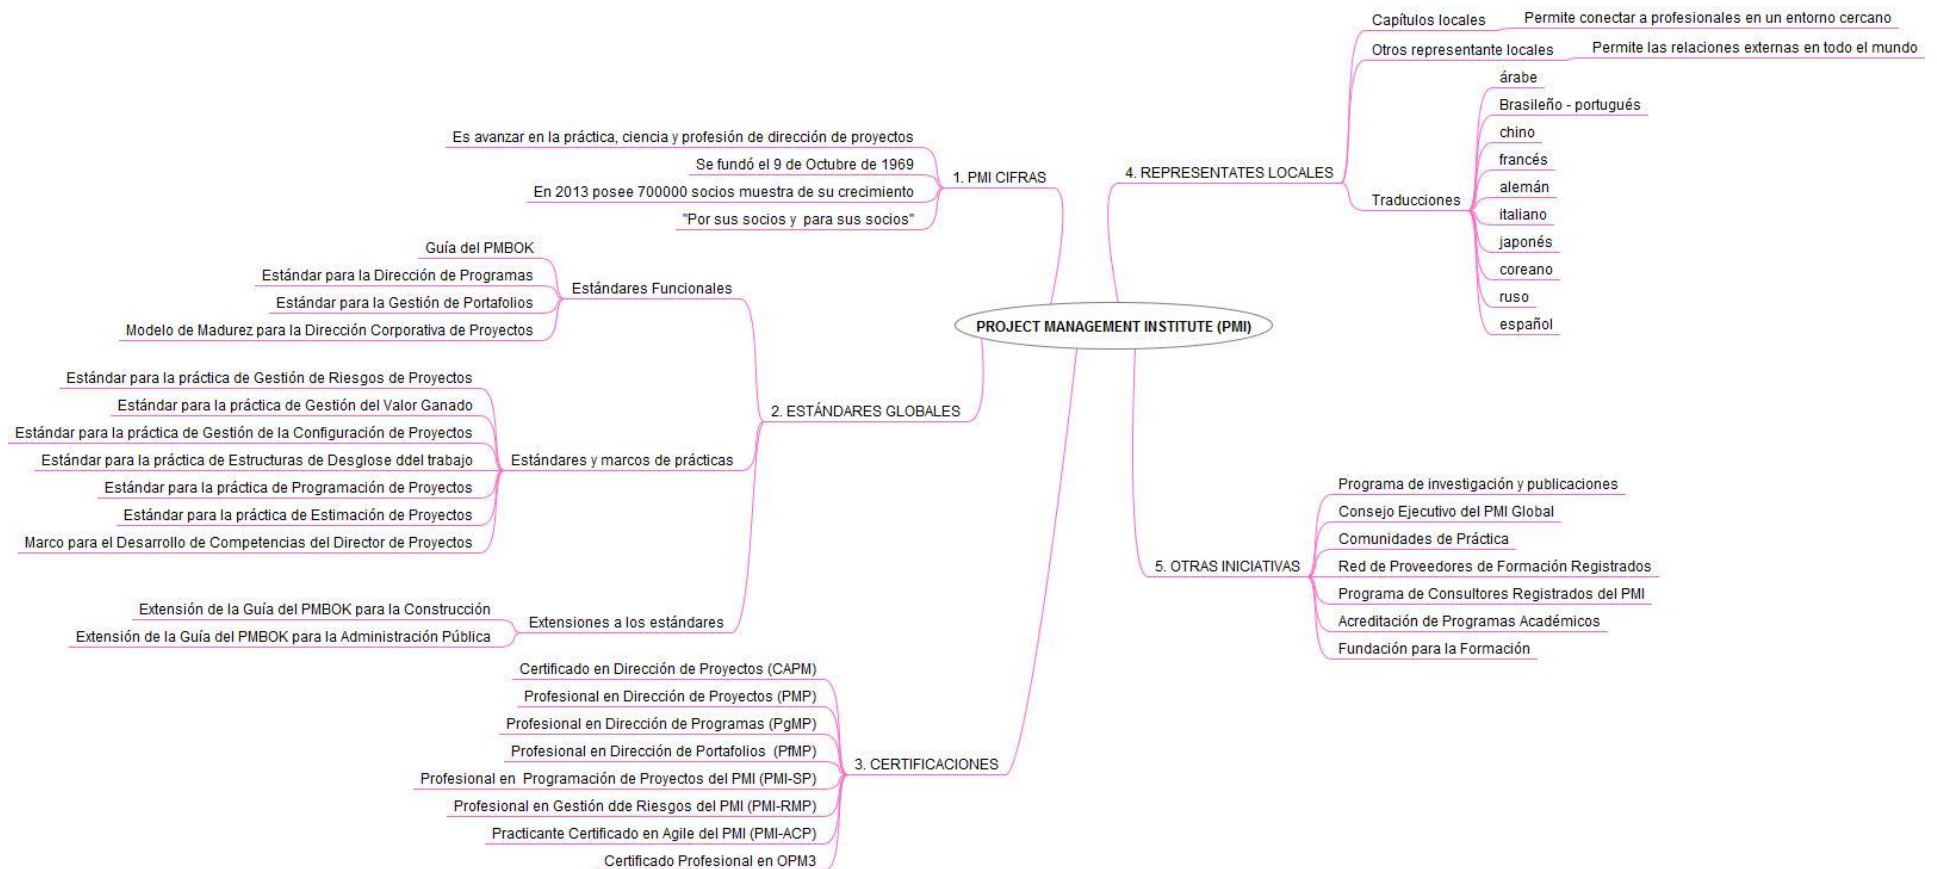 PROJECT MANAGEMENT INSTITUTE (PMI)
1. PMI CIFRAS
Es avanzar en la práctica, ciencia y profesión de dirección de proyectos
Se fundó el 9 de Octubre de 1969
En 2013 posee 700000 socios muestra de su crecimiento
"Por sus socios y para sus socios"
2. ESTÁNDARES GLOBALES
Estándares Funcionales
Guía del PMBOK
Estándar para la Dirección de Programas
Estándar para la Gestión de Portafolios
Modelo de Madurez para la Dirección Corporativa de Proyectos
Estándares y marcos de prácticas
Estándar para la práctica de Gestión de Riesgos de Proyectos
Estándar para la práctica de Gestión del Valor Ganado
Estándar para la práctica de Gestión de la Configuración de Proyectos
Estándar para la práctica de Estructuras de Desglose ddel trabajo
Estándar para la práctica de Programación de Proyectos
Estándar para la práctica de Estimación de Proyectos
Marco para el Desarrollo de Competencias del Director de Proyectos
Extensiones a los estándares
Extensión de la Guía del PMBOK para la Construcción
Extensión de la Guía del PMBOK para la Administración Pública
3. CERTIFICACIONES
Certificado en Dirección de Proyectos (CAPM)
Profesional en Dirección de Proyectos (PMP)
Profesional en Dirección de Programas (PgMP)
Profesional en Dirección de Portafolios (PfMP)
Profesional en Programación de Proyectos del PMI (PMI-SP)
Profesional en Gestión dde Riesgos del PMI (PMI-RMP)
Practicante Certificado en Agile del PMI (PMI-ACP)
Certificado Profesional en OPM3
4. REPRESENTATES LOCALES
Capítulos locales
Permite conectar a profesionales en un entorno cercano
Otros representante locales
Permite las relaciones externas en todo el mundo
Traducciones
árabe
Brasileño - portugués
chino
francés
alemán
italiano
japonés
coreano
ruso
español
5. OTRAS INICIATIVAS
Programa de investigación y publicaciones
Consejo Ejecutivo del PMI Global
Comunidades de Práctica
Red de Proveedores de Formación Registrados
Programa de Consultores Registrados del PMI
Acreditación de Programas Académicos
Fundación para la Formación